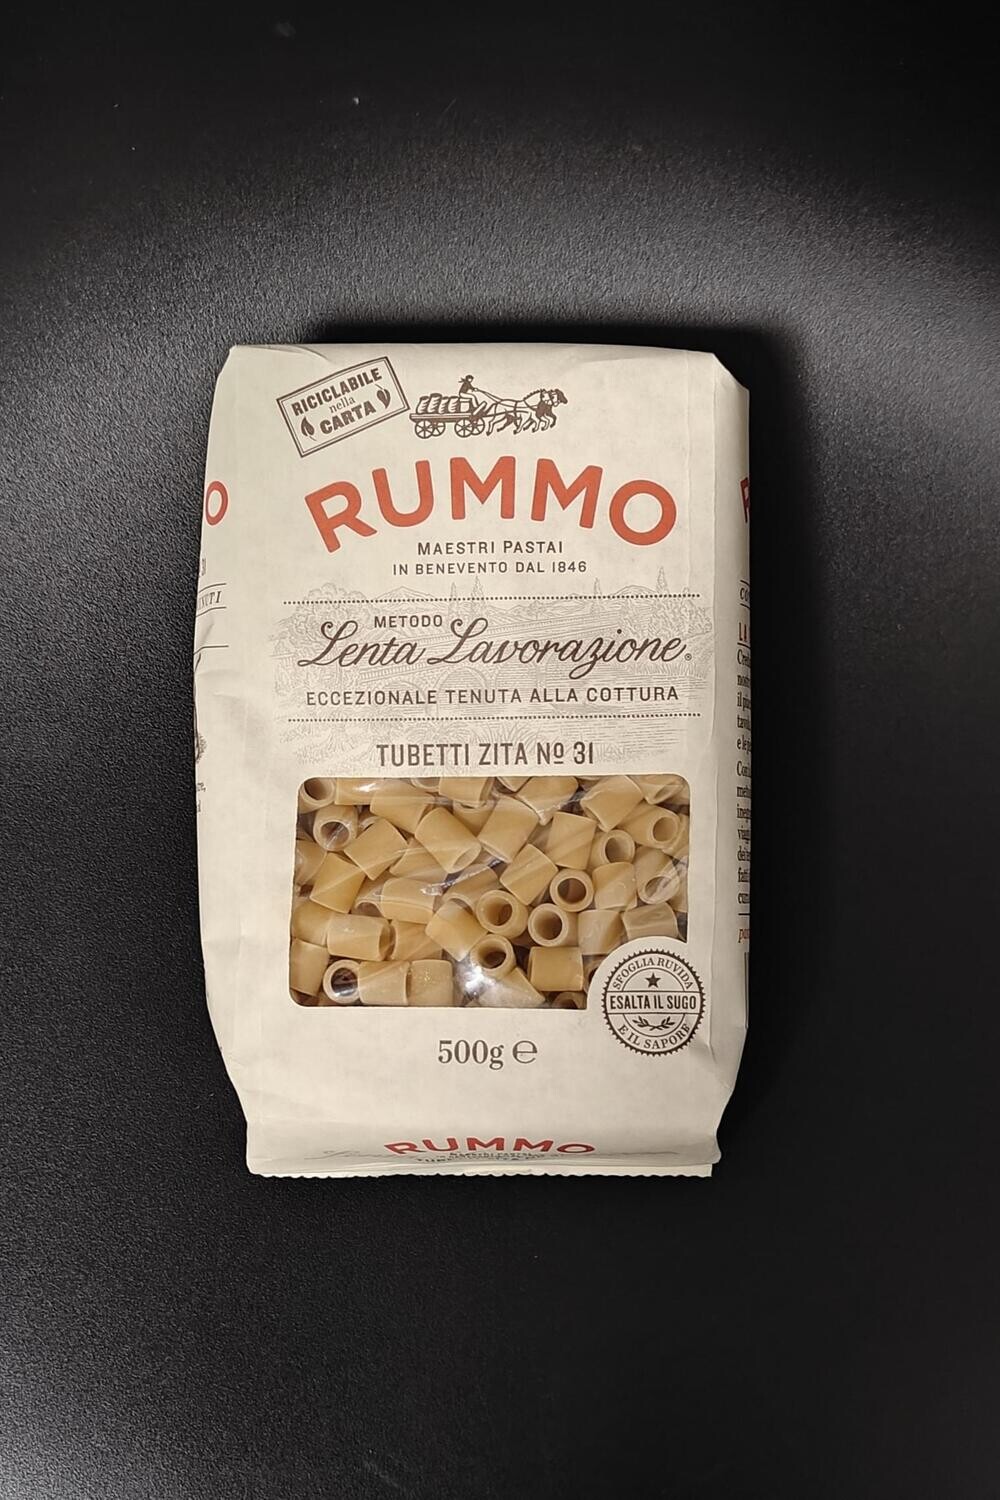 RICICLABILE
nella
CARTA
RUMMO
MAESTRI PASTAI
IN BENEVENTO DAL 1846
METODO
Lenta Lavorazione®
ECCEZIONALE TENUTA ALLA COTTURA
TUBETTI ZITA Nº 31
SFOGLIA RUVIDA
ESALTA IL SUGO
E IL SAPORE
500g ℮
RUMMO